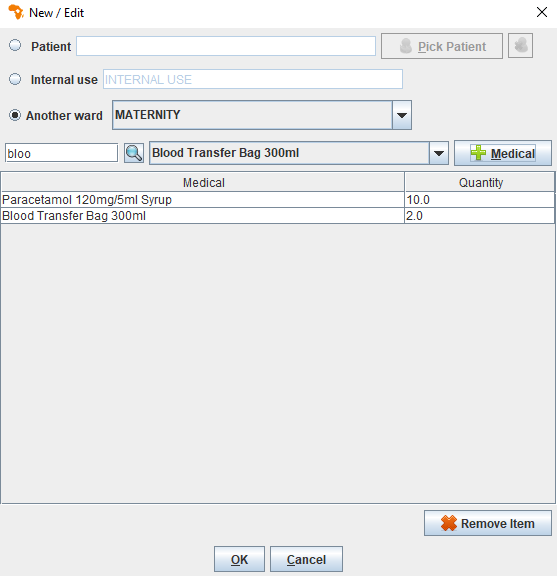 New / Edit
Patient Pick Patient
Internal use INTERNAL USE
Another ward MATERNITY
bloo Blood Transfer Bag 300ml Medical
Medical Quantity
Paracetamol 120mg/5ml Syrup 10.0
Blood Transfer Bag 300ml 2.0
Remove Item
OK Cancel